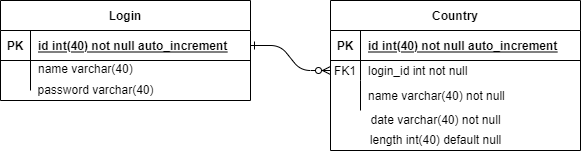 Login
PK id int(40) not null auto_increment
name varchar(40)
password varchar(40)
Country
PK id int(40) not null auto_increment
FK1 login_id int not null
name varchar(40) not null
date varchar(40) not null
length int(40) default null